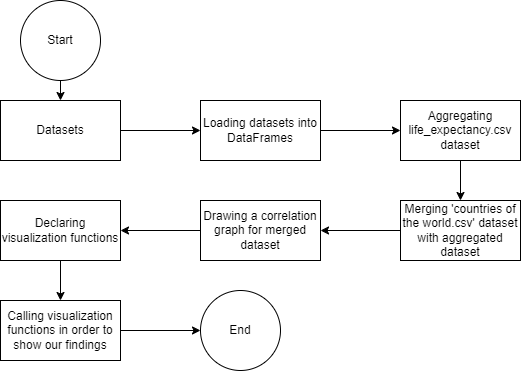 Start
Datasets
Loading datasets into
DataFrames
Aggregating
life_expectancy.csv
dataset
Merging 'countries of
the world.csv' dataset
with aggregated
dataset
Drawing a correlation
graph for merged
dataset
Declaring
visualization functions
Calling visualization
functions in order to
show our findings
End